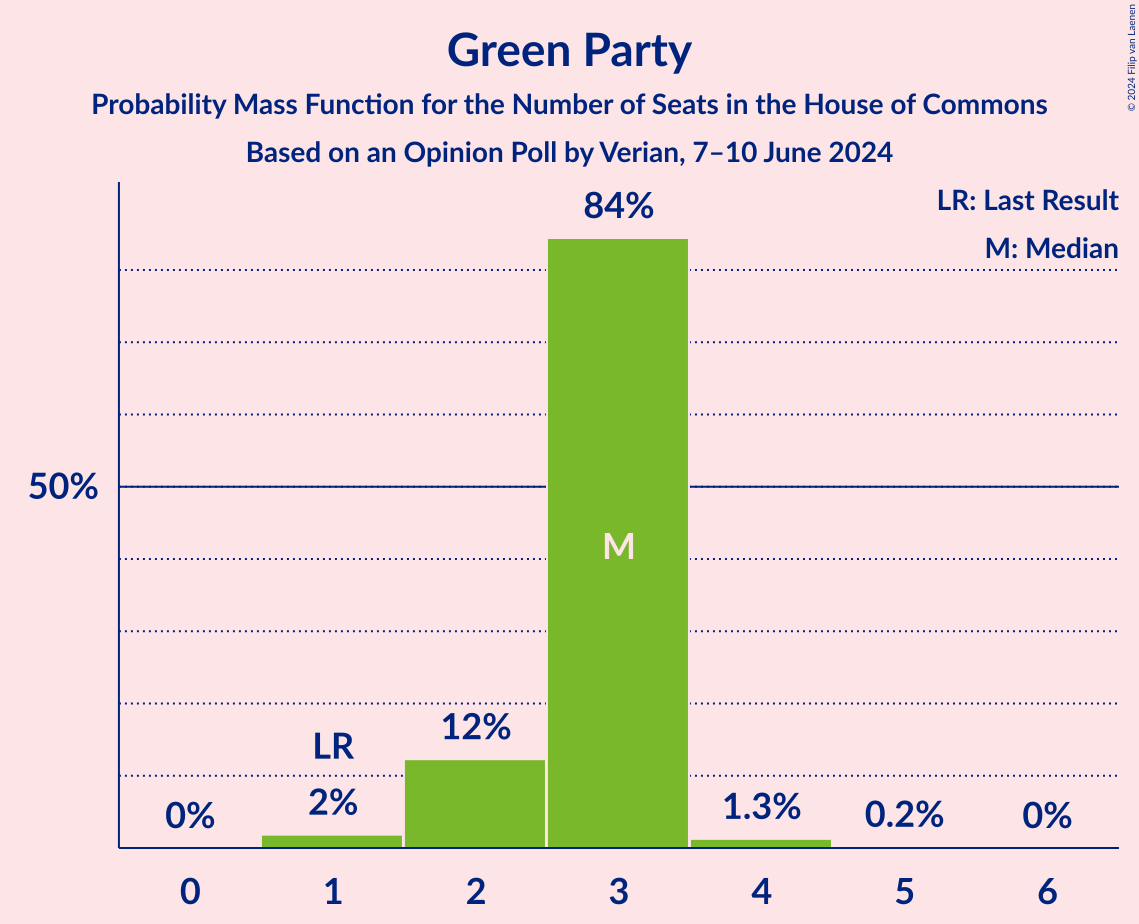 Green Party
Probability Mass Function for the Number of Seats in the House of Commons
Based on an Opinion Poll by Verian, 7–10 June 2024
© 2024 Filip van Laenen
LR: Last Result
M: Median
84%
50%
M
12%
LR
2%
0%
1.3%
0.2%
0%
0 1 2 3 4 5 6